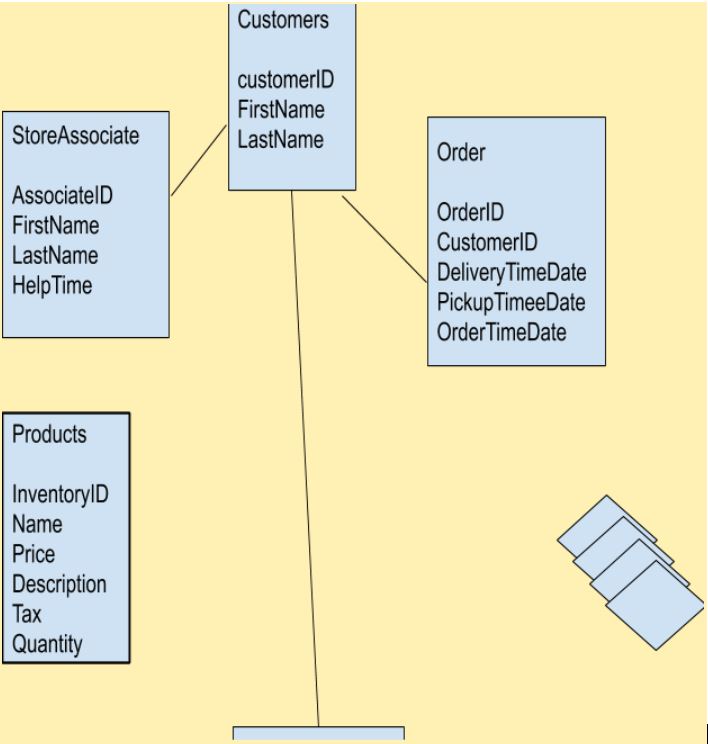 Customers
customerID
FirstName
LastName
StoreAssociate
AssociateID
FirstName
LastName
HelpTime
Order
OrderID
CustomerID
DeliveryTimeDate
PickupTimeeDate
OrderTimeDate
Products
InventoryID
Name
Price
Description
Tax
Quantity